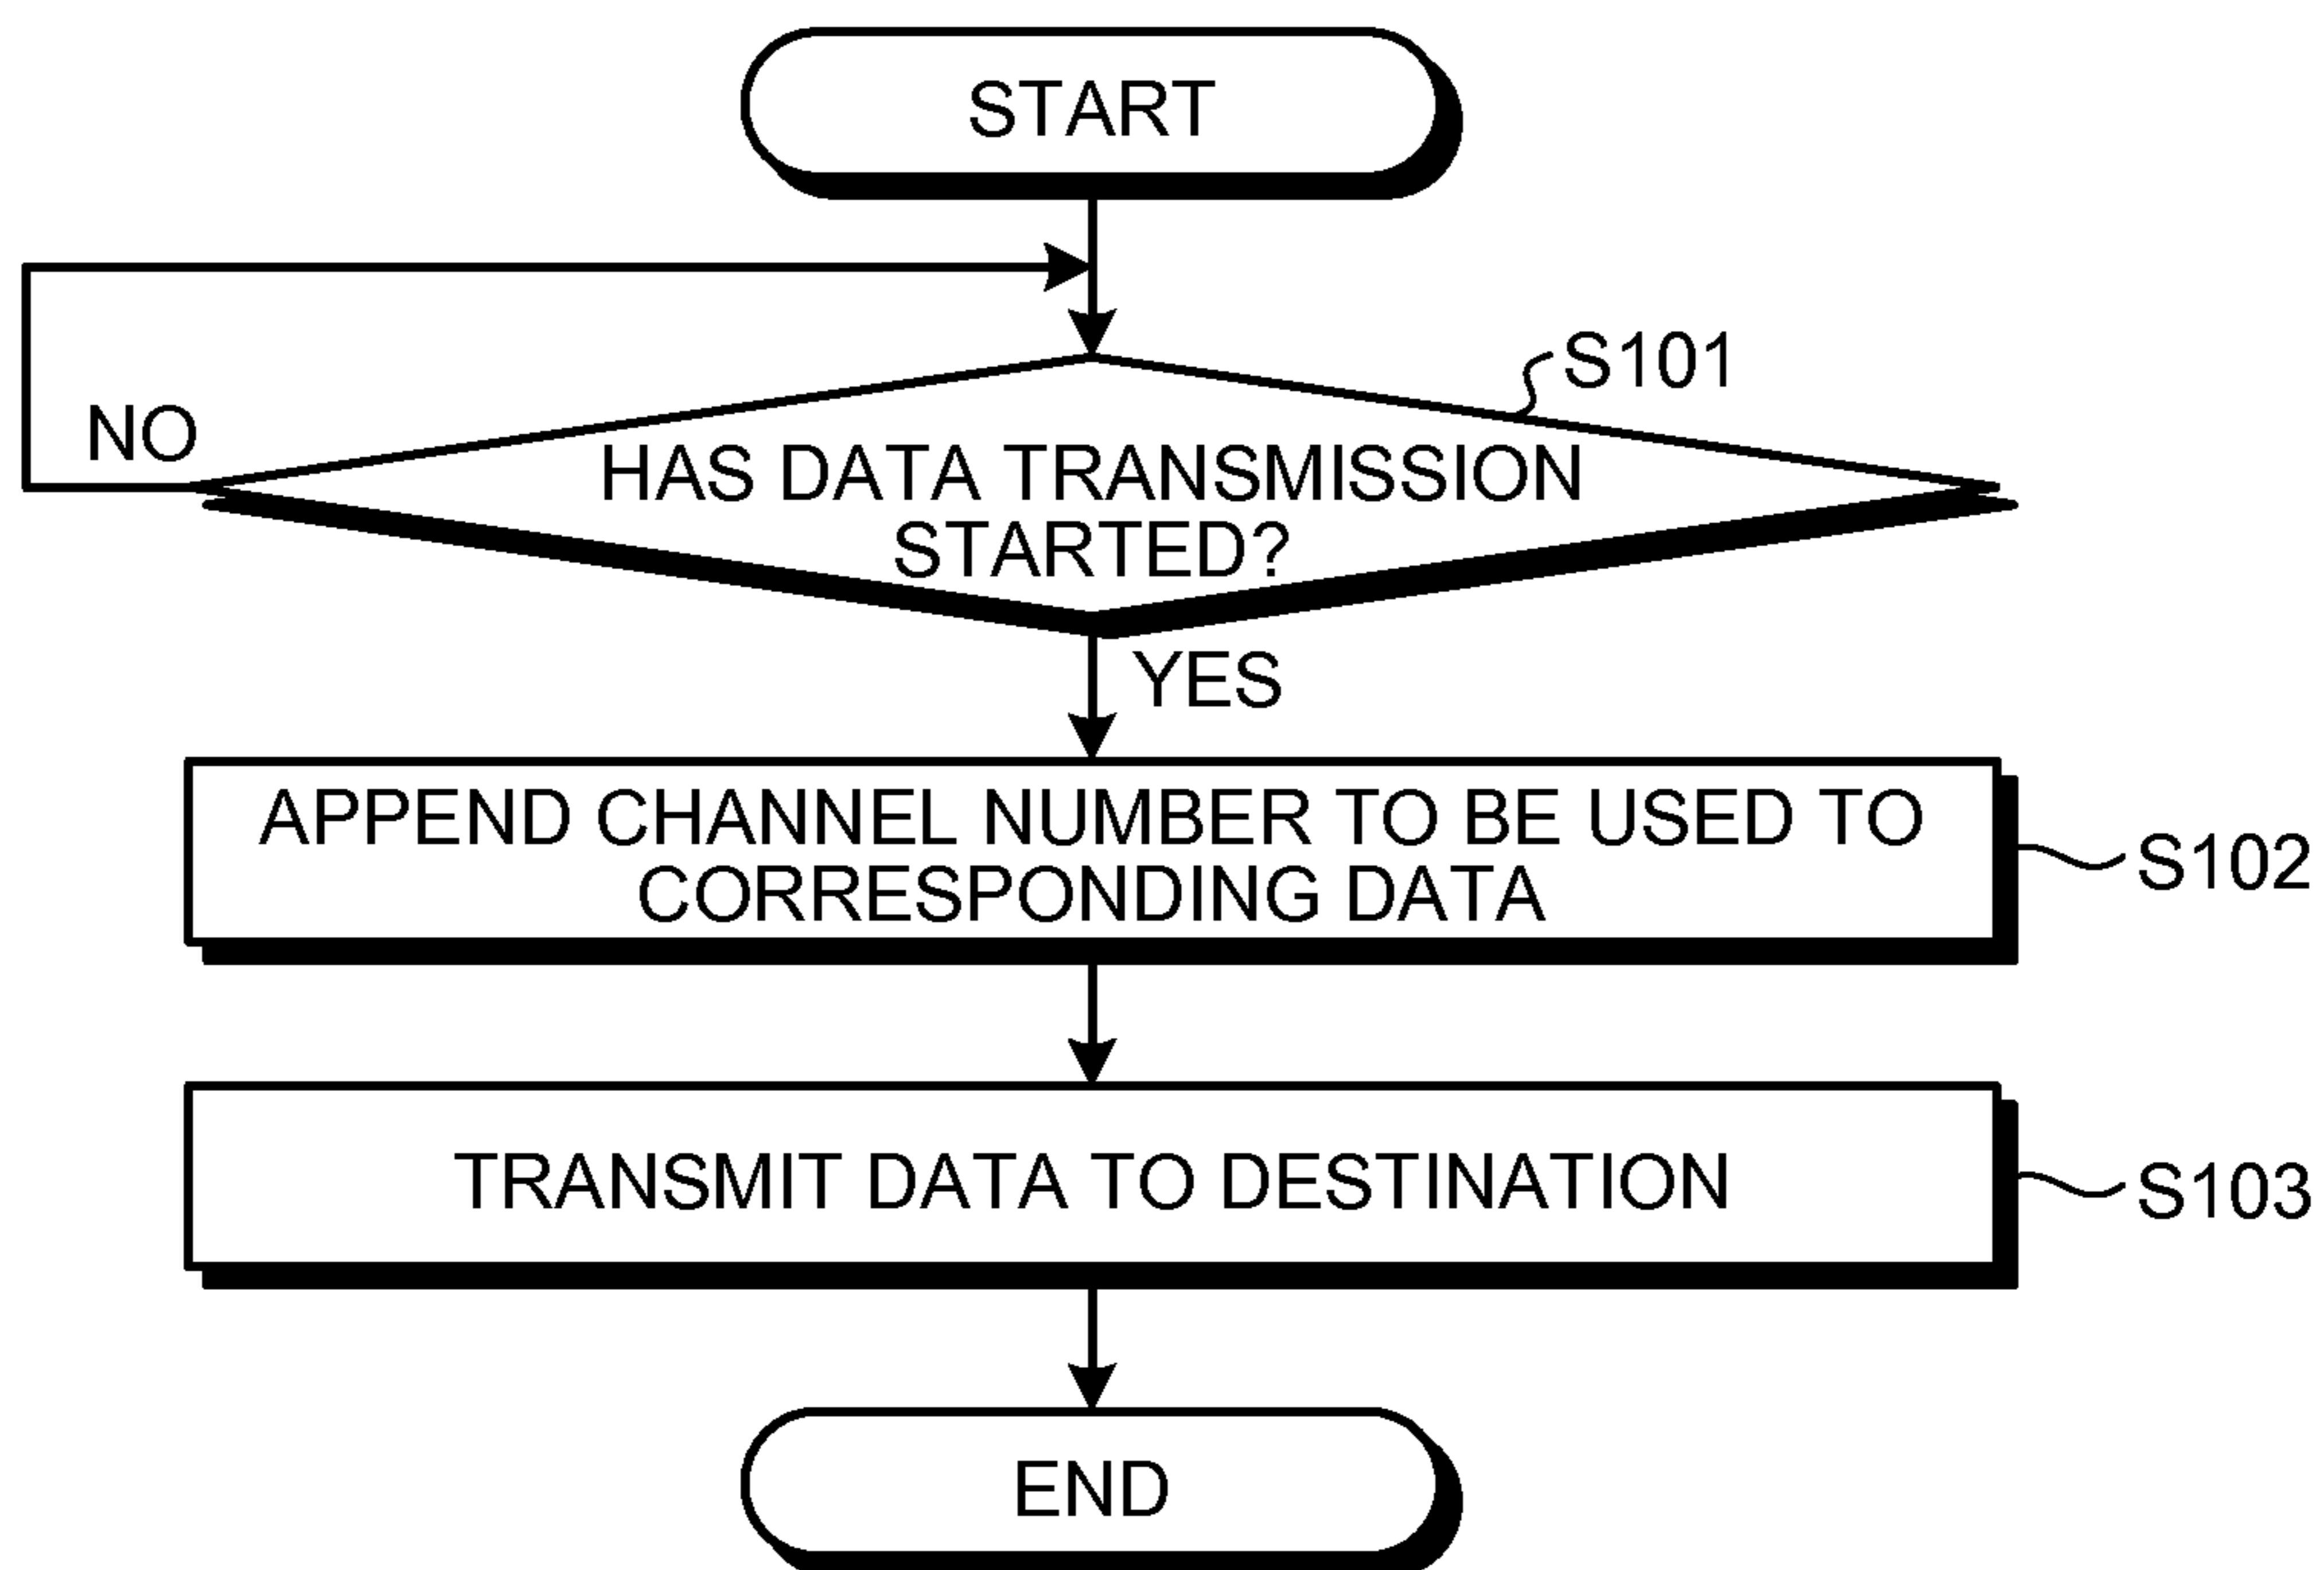 START
S101
NO
HAS DATA TRANSMISSION
STARTED?
YES
APPEND CHANNEL NUMBER TO BE USED TO
CORRESPONDING DATA
S102
TRANSMIT DATA TO DESTINATION
S103
END